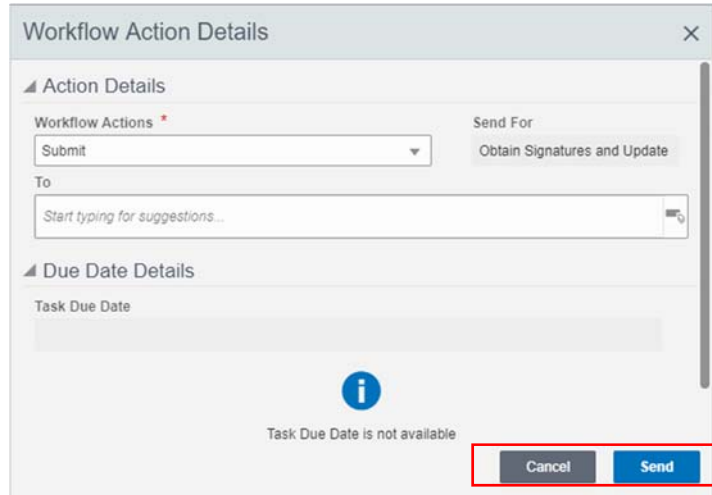 Workflow Action Details
Action Details
Workflow Actions *
Send For
Submit
Obtain Signatures and Update
To
Start typing for suggestions...
Due Date Details
Task Due Date
Task Due Date is not available
Cancel
Send